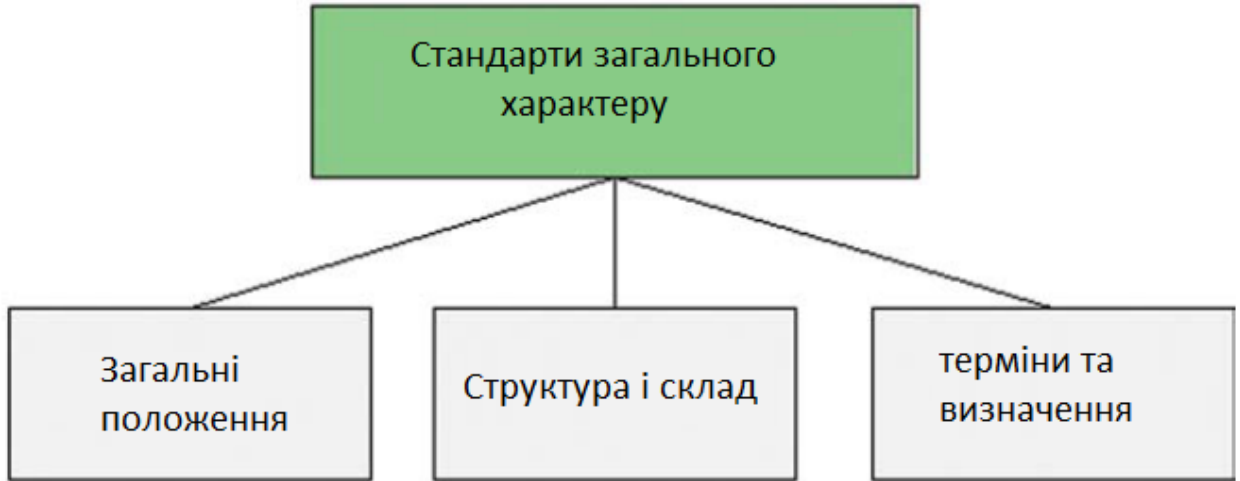 Стандарти загального
характеру
Загальні
положення
Структура і склад
терміни та
визначення